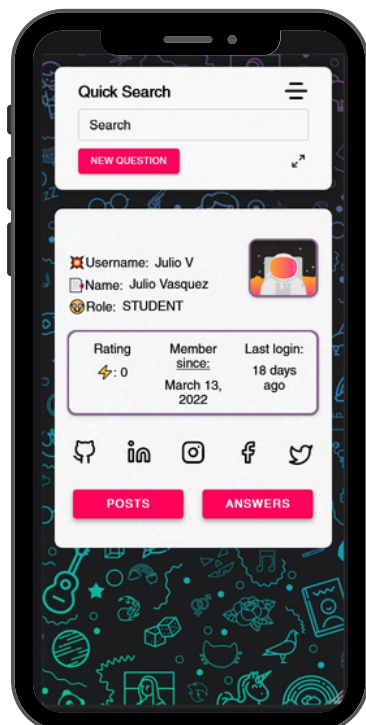 Quick Search
Search
NEW QUESTION
💥Username: Julio V
Name: Julio Vasquez
Role: STUDENT
Rating
⚡: 0
Member
since:
March 13,
2022
Last login:
18 days
ago
POSTS
ANSWERS